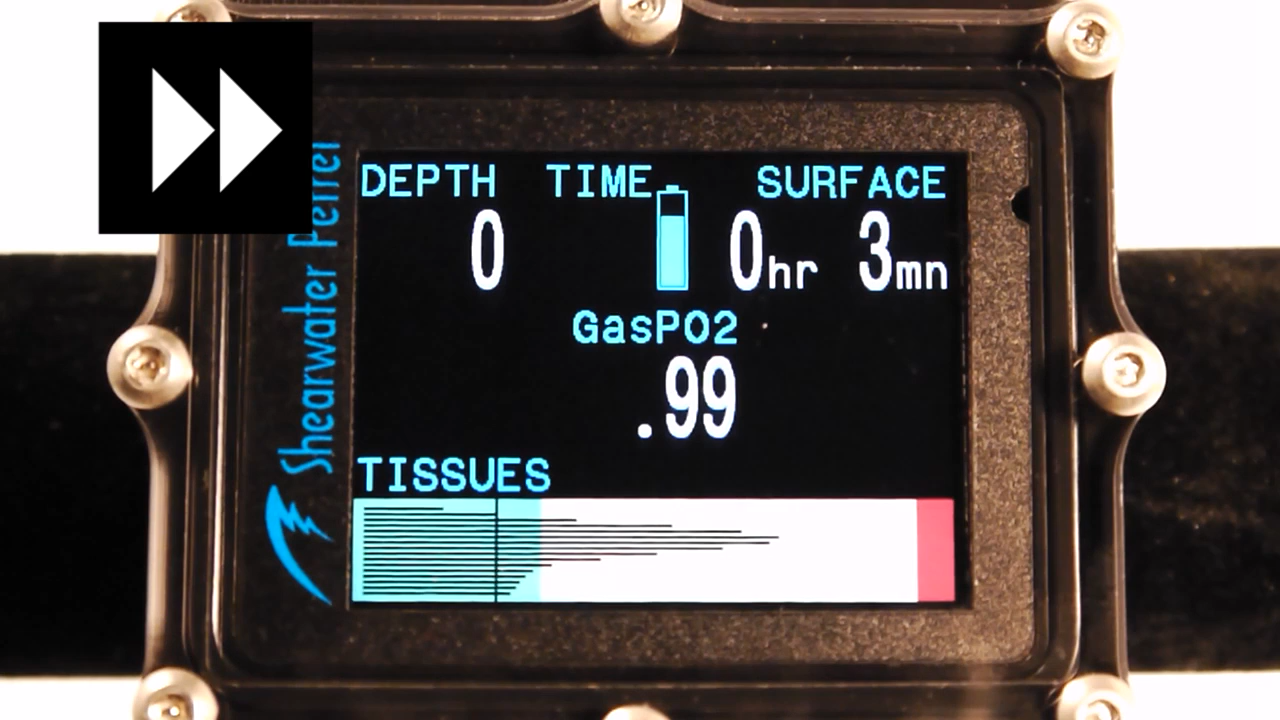 Shearwater Petrel
DEPTH TIME SURFACE
0 0hr 3mn
GasPO2
.99
TISSUES